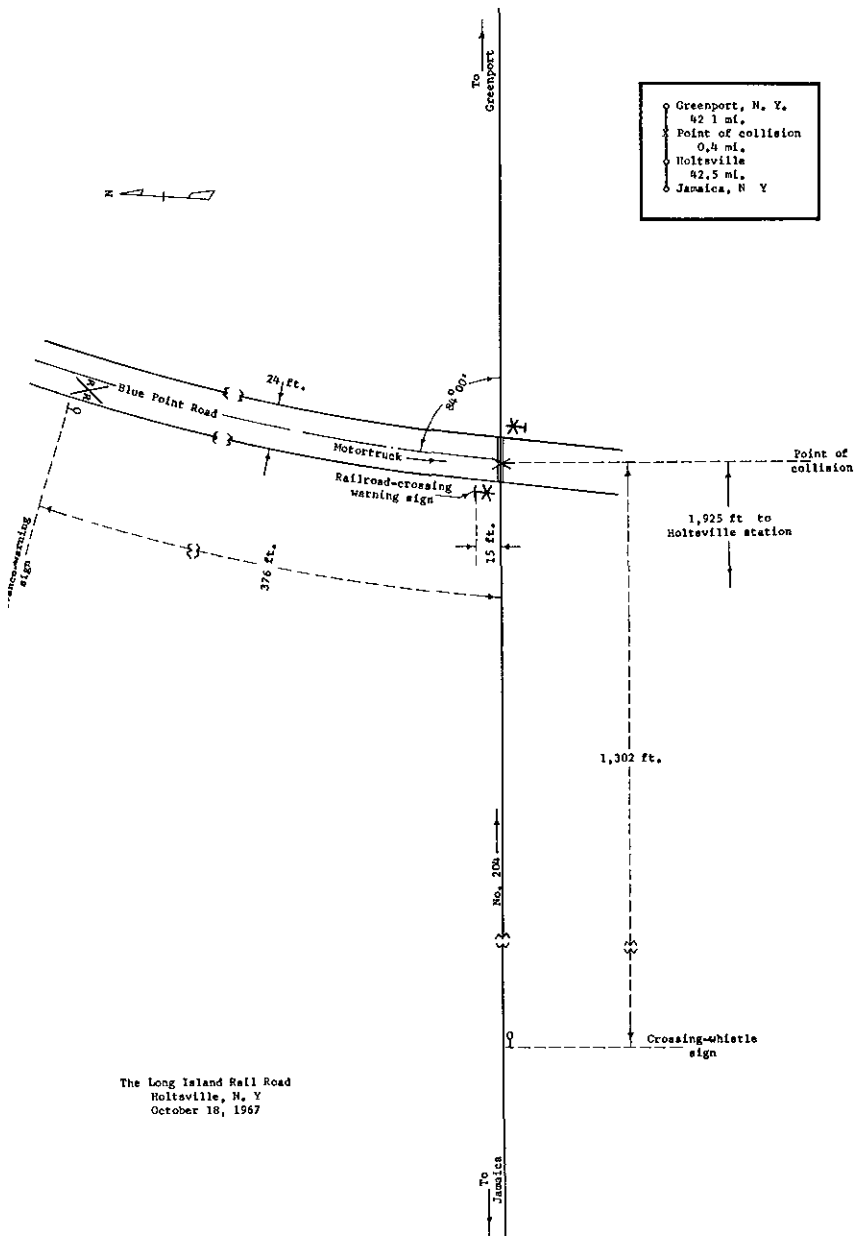 To
Greenport
Greenport, N. Y.
42 1 mi.
Point of collision
0.4 mi.
Holtsville
42.5 mi.
Jamaica, N Y
N
R R
Blue Point Road
24 ft.
84°00'
Motortruck
Railroad-crossing
warning sign
Point of
collision
1,925 ft to
Holtsville station
15 ft.
sign
376 ft.
1,302 ft.
No. 204
Crossing-whistle
sign
The Long Island Rail Road
Holtsville, N. Y
October 18, 1967
To
Jamaica